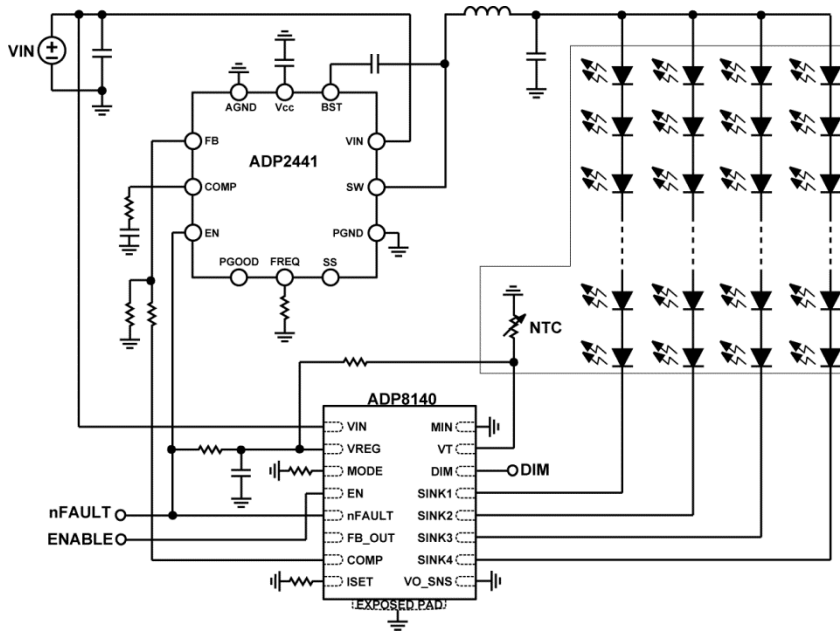 VIN
AGND
Vcc
BST
FB
VIN
ADP2441
COMP
SW
EN
PGND
PGOOD
FREQ
SS
NTC
ADP8140
VIN
MIN
VREG
VT
MODE
DIM
DIM
EN
SINK1
nFAULT
nFAULT
SINK2
ENABLE
FB_OUT
SINK3
COMP
SINK4
ISET
VO_SNS
EXPOSED PAD